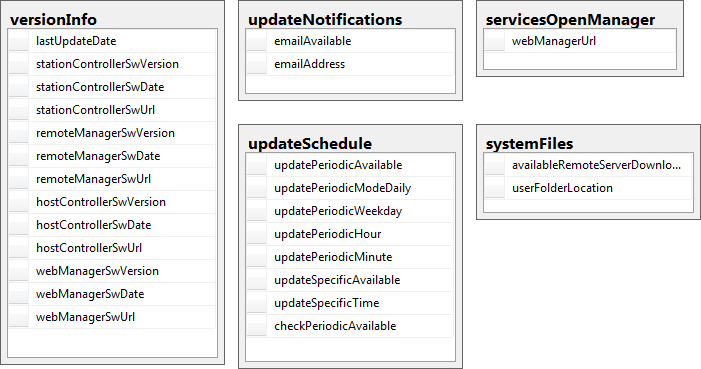 versionInfo
lastUpdateDate
stationControllerSwVersion
stationControllerSwDate
stationControllerSwUrl
remoteManagerSwVersion
remoteManagerSwDate
remoteManagerSwUrl
hostControllerSwVersion
hostControllerSwDate
hostControllerSwUrl
webManagerSwVersion
webManagerSwDate
webManagerSwUrl
updateNotifications
emailAvailable
emailAddress
servicesOpenManager
webManagerUrl
updateSchedule
updatePeriodicAvailable
updatePeriodicModeDaily
updatePeriodicWeekday
updatePeriodicHour
updatePeriodicMinute
updateSpecificAvailable
updateSpecificTime
checkPeriodicAvailable
systemFiles
availableRemoteServerDownlo...
userFolderLocation